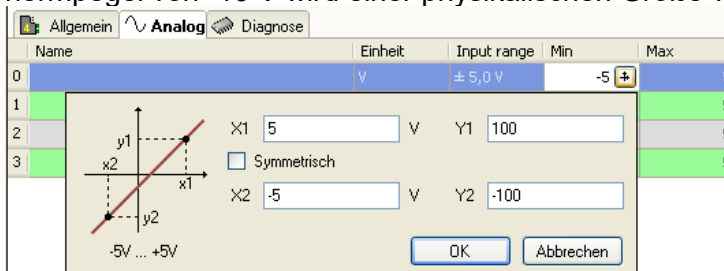 normpegel von 10 V wird einer physikalischen Größe
Allgemein Analog Diagnose
Name Einheit Input range Min Max
0 V ± 5,0 V -5
1
2
3
y1
x2
x1
y2
-5V ... +5V
X1 5 V Y1 100
Symmetrisch
X2 -5 V Y2 -100
OK Abbrechen